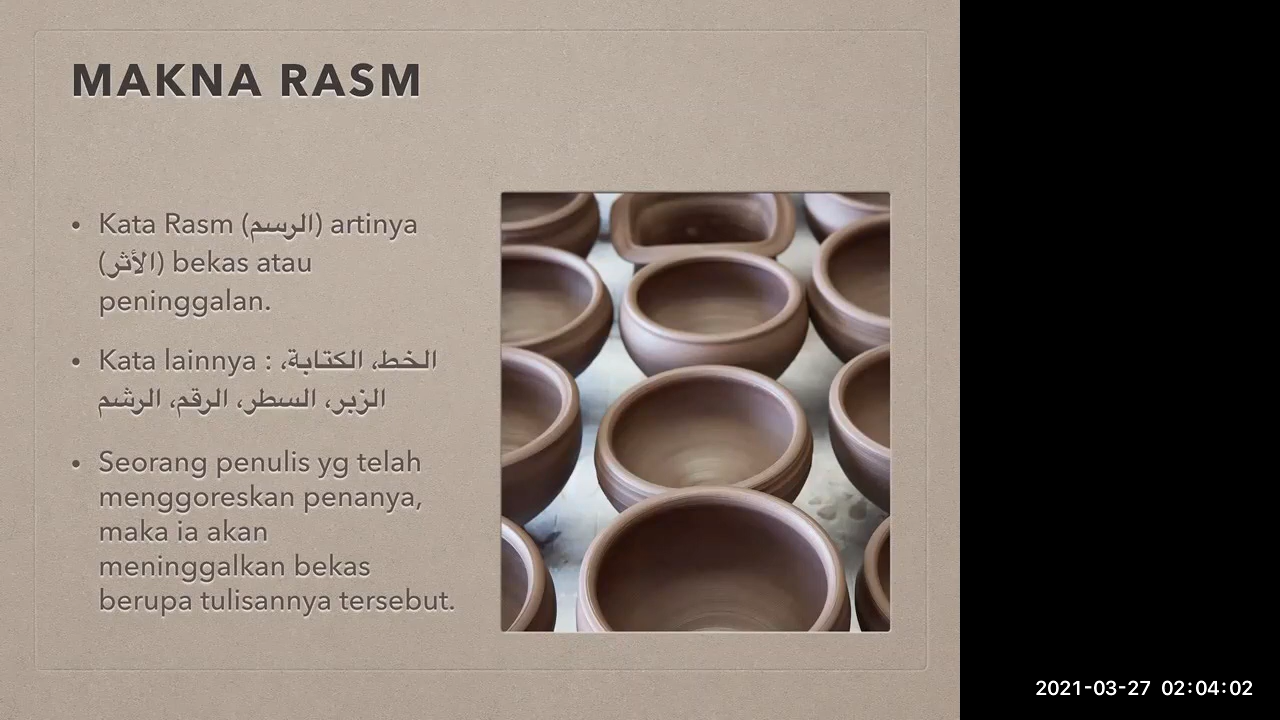 MAKNA RASM
• Kata Rasm (الرسم) artinya
(الأثر) bekas atau
peninggalan.
• Kata lainnya : الخط، الكتابة،
الزبر، السطر، الرقم، الرشم
• Seorang penulis yg telah
menggoreskan penanya,
maka ia akan
meninggalkan bekas
berupa tulisannya tersebut.
2021-03-27 02:04:02